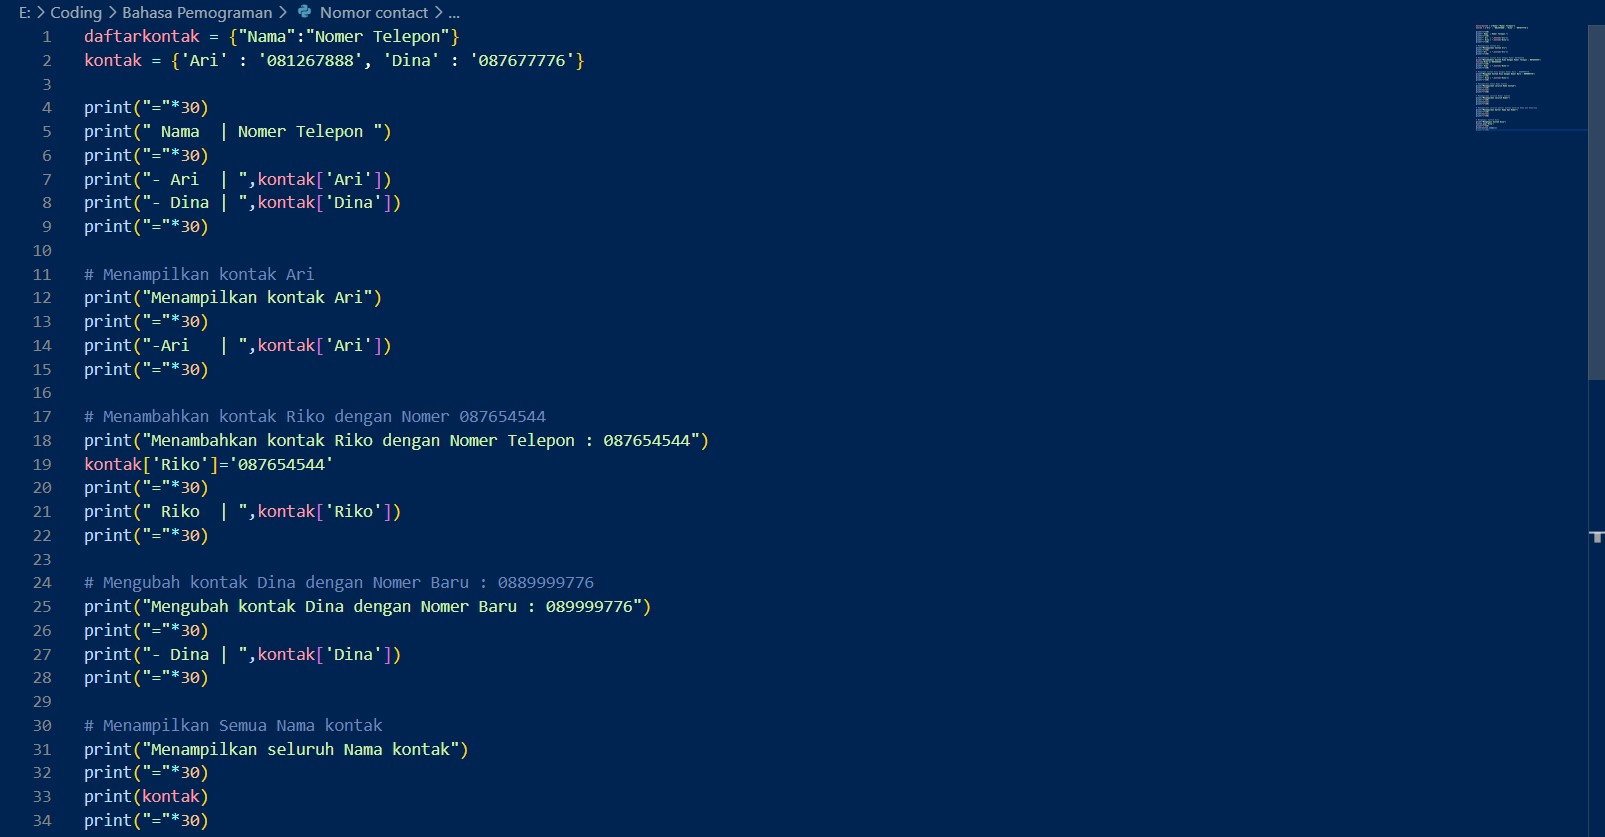 E: > Coding > Bahasa Pemograman > Nomor contact > ...
1 daftarkontak = {"Nama":"Nomer Telepon"}
2 kontak = {'Ari' : '081267888', 'Dina' : '087677776'}
3
4 print("="*30)
5 print(" Nama  | Nomer Telepon ")
6 print("="*30)
7 print("- Ari  | ",kontak['Ari'])
8 print("- Dina | ",kontak['Dina'])
9 print("="*30)
10
11 # Menampilkan kontak Ari
12 print("Menampilkan kontak Ari")
13 print("="*30)
14 print("-Ari   | ",kontak['Ari'])
15 print("="*30)
16
17 # Menambahkan kontak Riko dengan Nomer 087654544
18 print("Menambahkan kontak Riko dengan Nomer Telepon : 087654544")
19 kontak['Riko']='087654544'
20 print("="*30)
21 print(" Riko  | ",kontak['Riko'])
22 print("="*30)
23
24 # Mengubah kontak Dina dengan Nomer Baru : 0889999776
25 print("Mengubah kontak Dina dengan Nomer Baru : 089999776")
26 print("="*30)
27 print("- Dina | ",kontak['Dina'])
28 print("="*30)
29
30 # Menampilkan Semua Nama kontak
31 print("Menampilkan seluruh Nama kontak")
32 print("="*30)
33 print(kontak)
34 print("="*30)